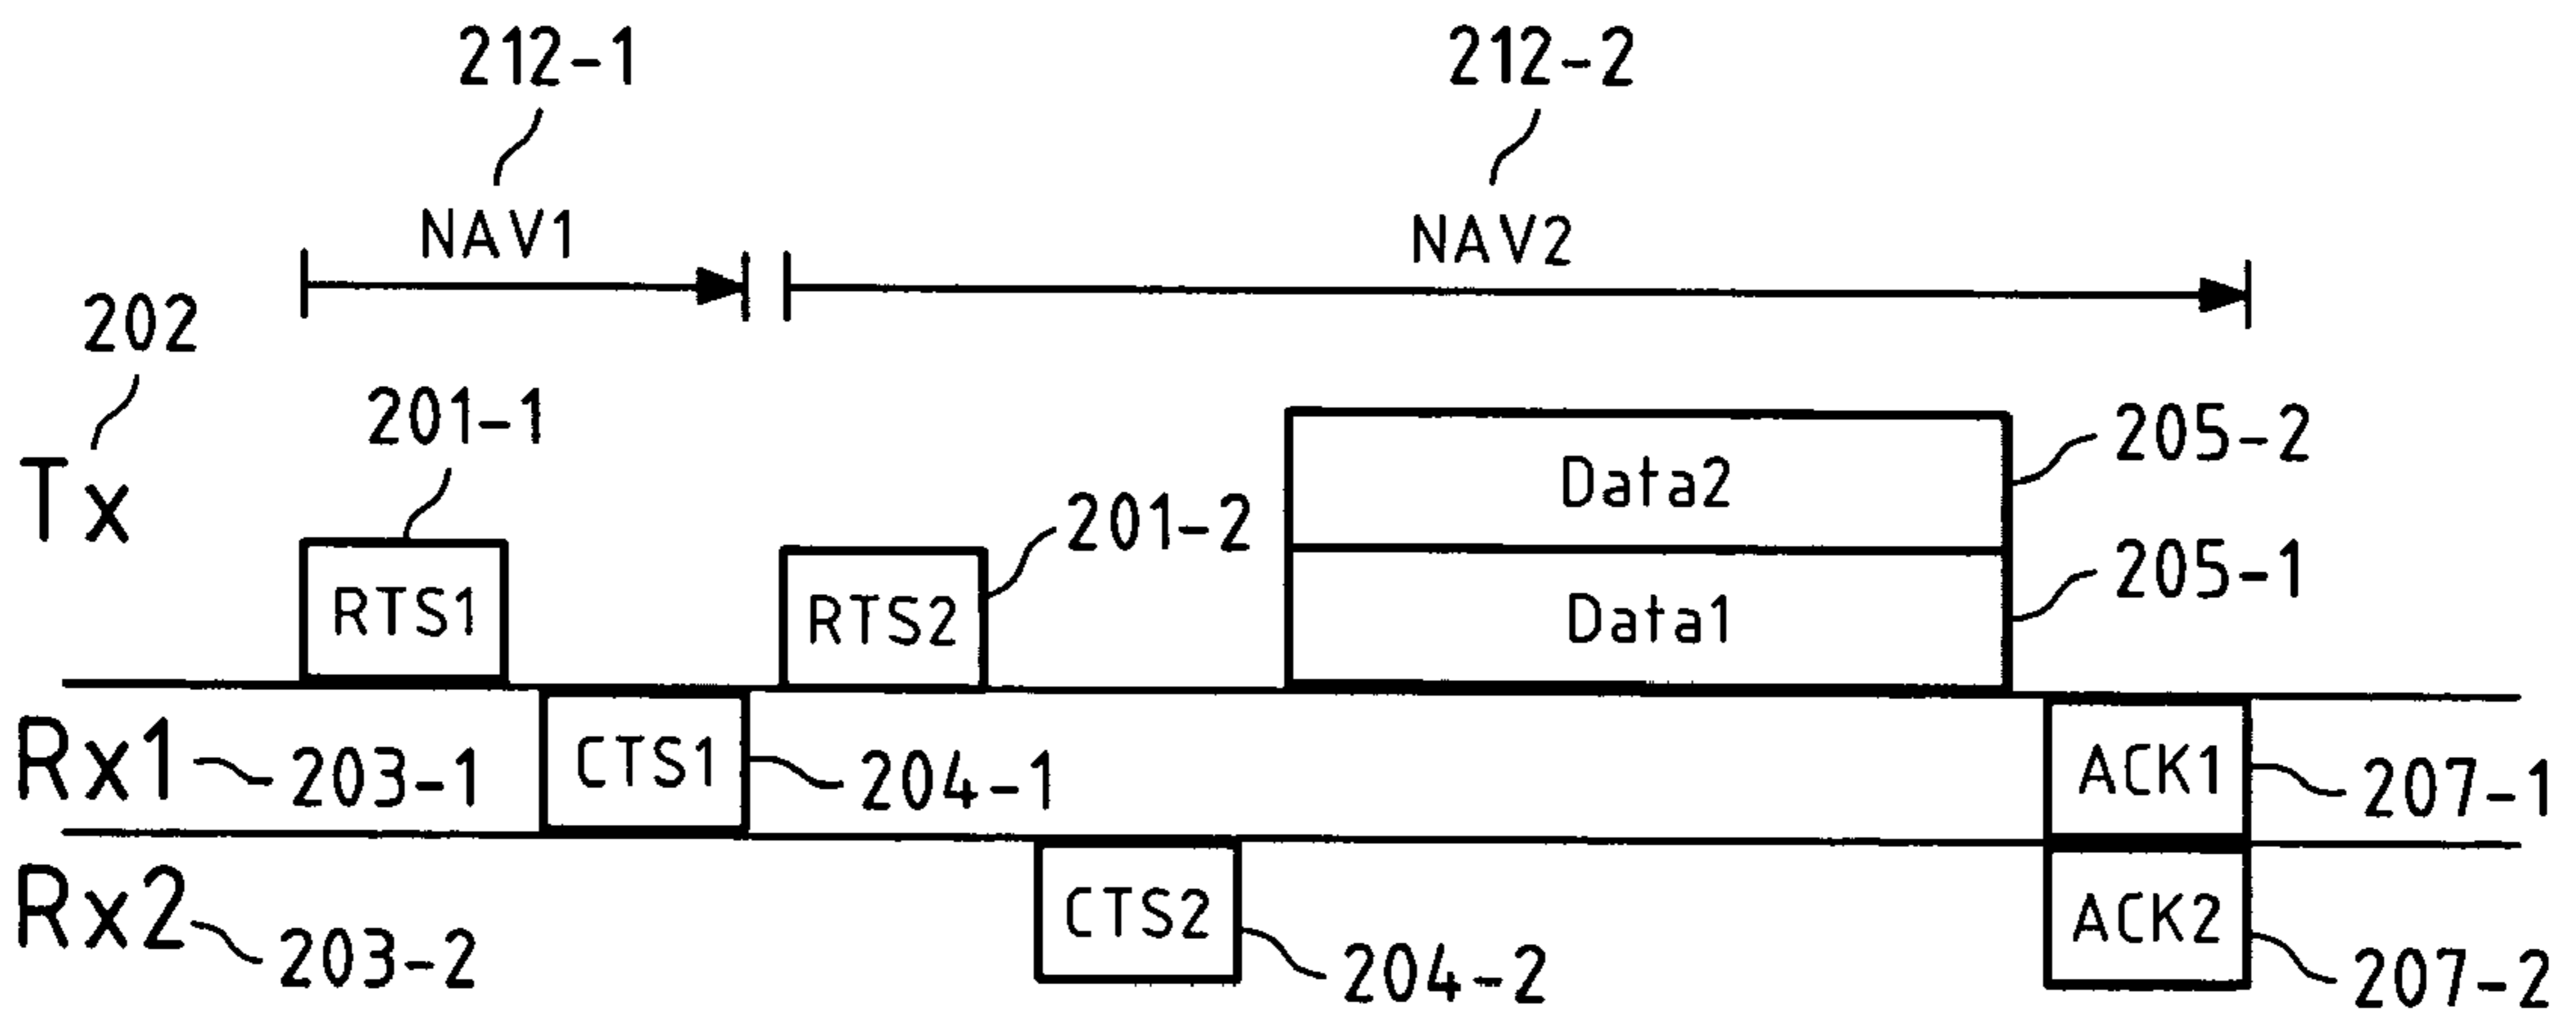 212-1 212-2
NAV1 NAV2
202
201-1
205-2
Tx
Data2
201-2
205-1
RTS1 RTS2 Data1
Rx1 203-1 CTS1 204-1 ACK1 207-1
Rx2 203-2 CTS2 204-2 ACK2 207-2